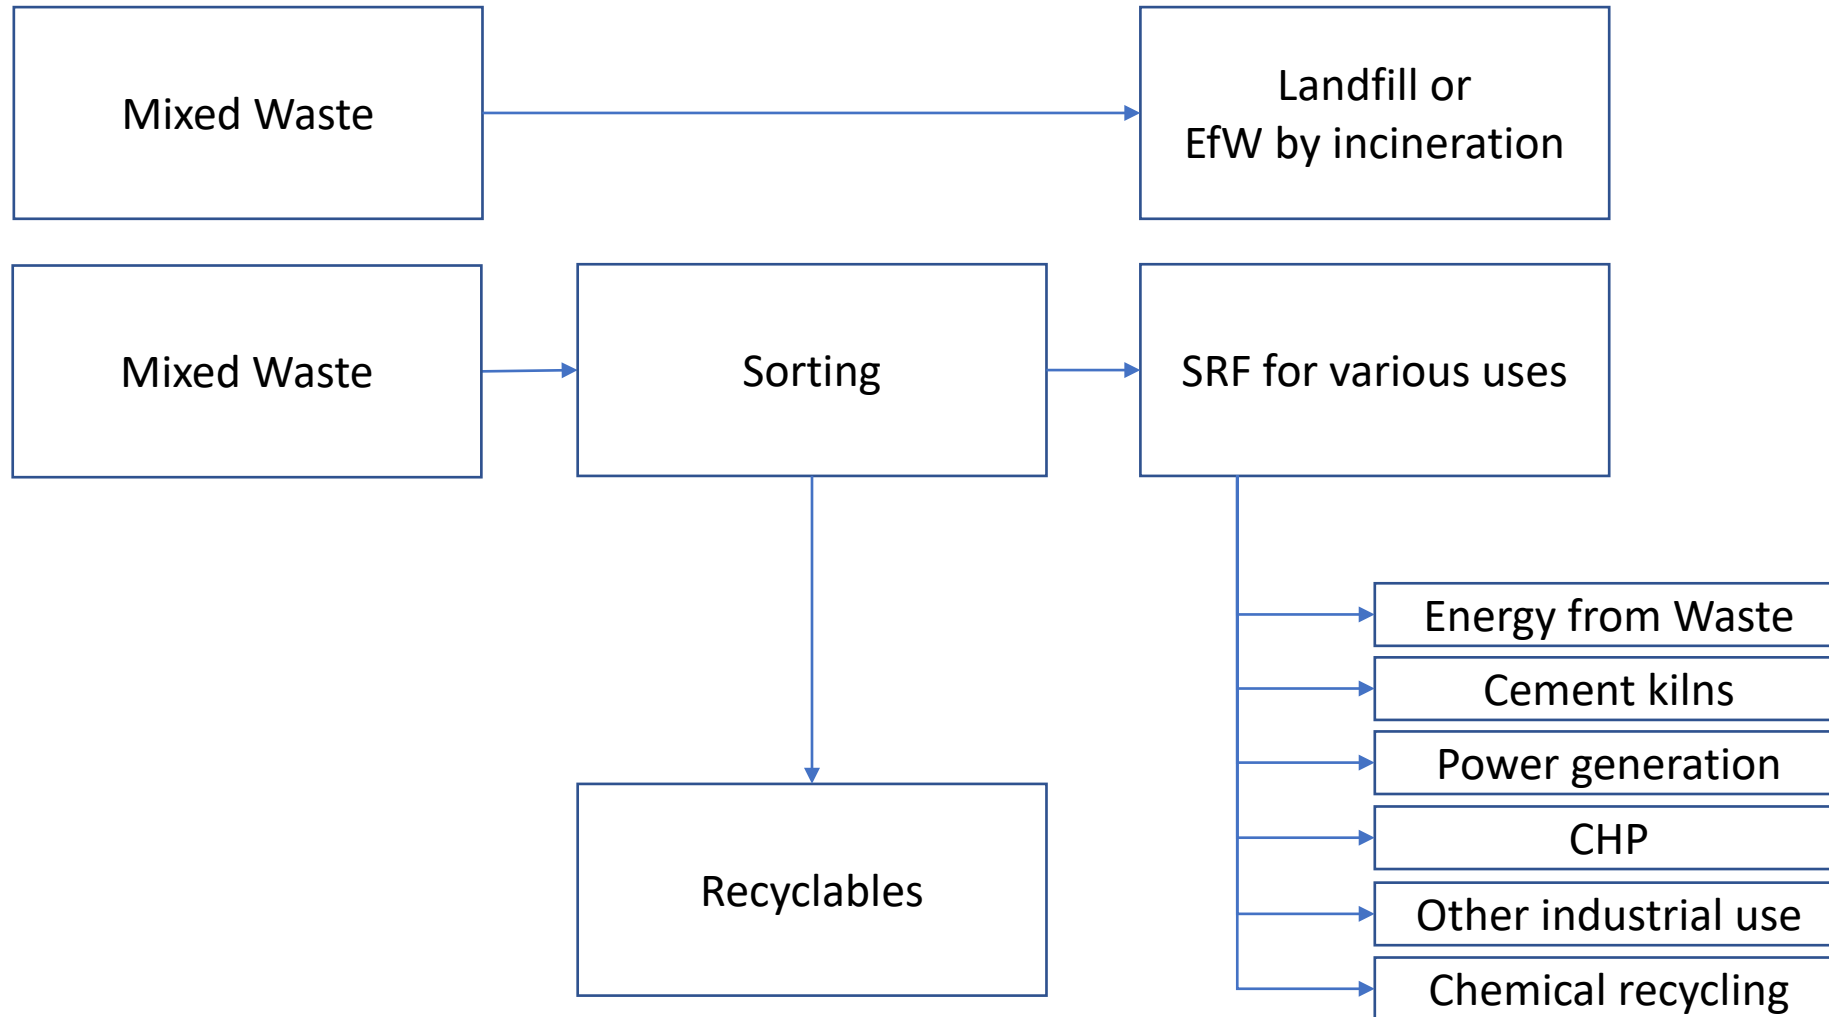 Mixed Waste
Landfill or
EfW by incineration
Mixed Waste
Sorting
SRF for various uses
Energy from Waste
Cement kilns
Power generation
CHP
Recyclables
Other industrial use
Chemical recycling